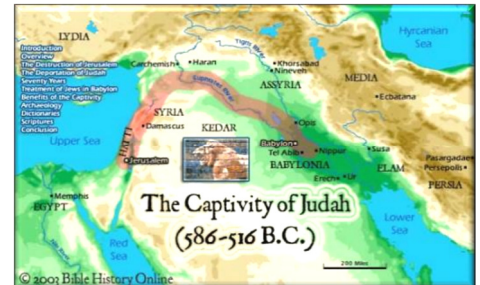 LYDIA
Hyrcanian
Sea
Introduction
Overview
The Destruction of Jerusalem
The Deportation of Judah
Seventy Years
Treatment of Jews in Babylon
Benefits of the Captivity
Archaeology
Dictionaries
Scriptures
Conclusion
Tigris River
Carchemish
Haran
Khorsabad
Nineveh
MEDIA
ASSYRIA
Euphrates River
Ecbatana
SYRIA
Opis
Upper Sea
Damascus
KEDAR
Babylon
Tel Abib
Nippur
Susa
Jerusalem
BABYLONIA
ELAM
Pasargadae
Persepolis
Erech
Ur
PERSIA
Memphis
EGYPT
The Captivity of Judah
(586-516 B.C.)
Lower
Sea
Red
Sea
200 Miles
© 2003 Bible History Online